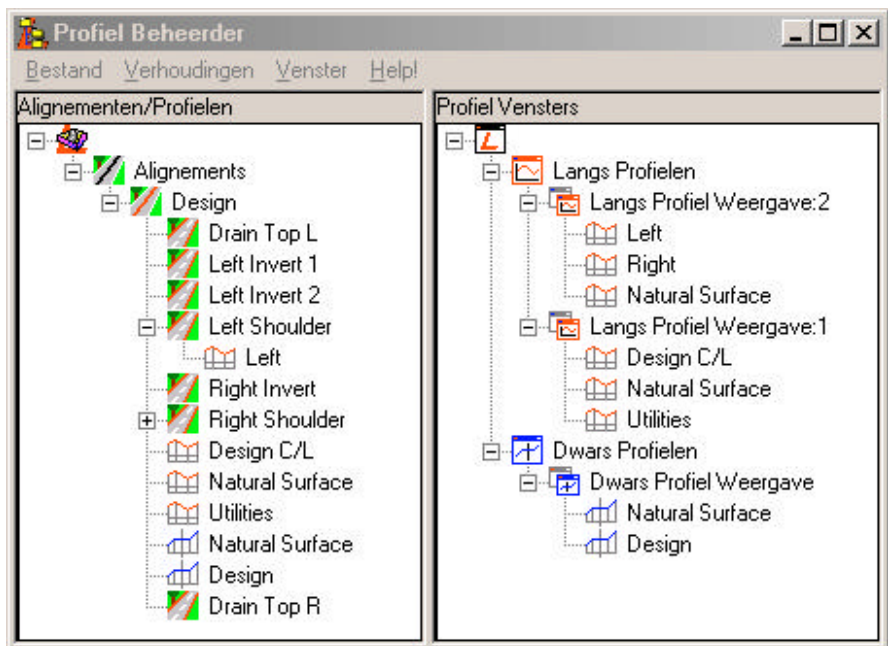 Profiel Beheerder
Bestand Verhoudingen Venster Help!
Alignementen/Profielen
Alignements
Design
Drain Top L
Left Invert 1
Left Invert 2
Left Shoulder
Left
Right Invert
Right Shoulder
Design C/L
Natural Surface
Utilities
Natural Surface
Design
Drain Top R
Profiel Vensters
L
Langs Profielen
Langs Profiel Weergave:2
Left
Right
Natural Surface
Langs Profiel Weergave:1
Design C/L
Natural Surface
Utilities
Dwars Profielen
Dwars Profiel Weergave
Natural Surface
Design